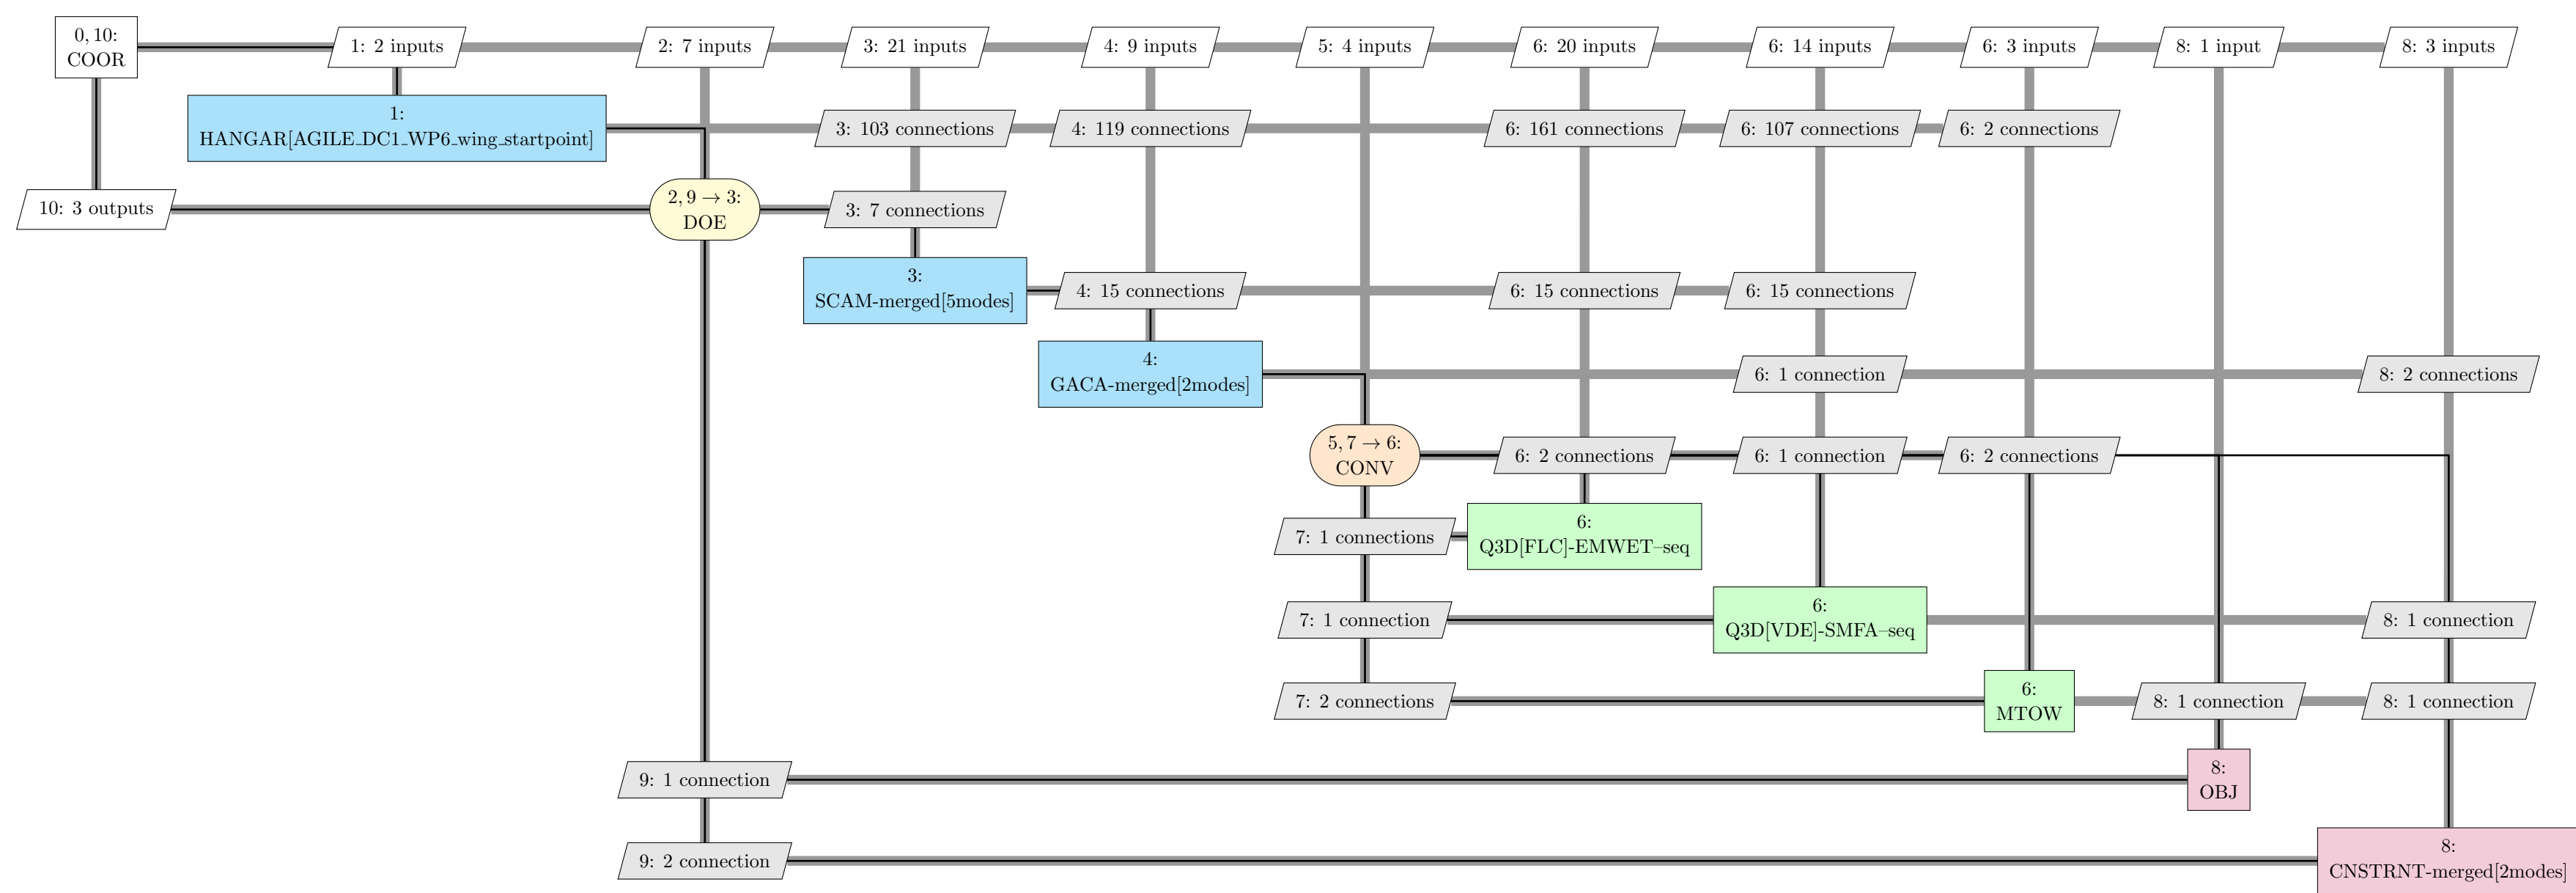 0, 10:
COOR
1: 2 inputs
2: 7 inputs
3: 21 inputs
4: 9 inputs
5: 4 inputs
6: 20 inputs
6: 14 inputs
6: 3 inputs
8: 1 input
8: 3 inputs
1:
HANGAR[AGILE_DC1_WP6_wing_startpoint]
3: 103 connections
4: 119 connections
6: 161 connections
6: 107 connections
6: 2 connections
10: 3 outputs
2, 9 → 3:
DOE
3: 7 connections
3:
SCAM-merged[5modes]
4: 15 connections
6: 15 connections
6: 15 connections
4:
GACA-merged[2modes]
6: 1 connection
8: 2 connections
5, 7 → 6:
CONV
6: 2 connections
6: 1 connection
6: 2 connections
7: 1 connections
6:
Q3D[FLC]-EMWET–seq
7: 1 connection
6:
Q3D[VDE]-SMFA–seq
8: 1 connection
7: 2 connections
6:
MTOW
8: 1 connection
8: 1 connection
9: 1 connection
8:
OBJ
9: 2 connection
8:
CNSTRNT-merged[2modes]